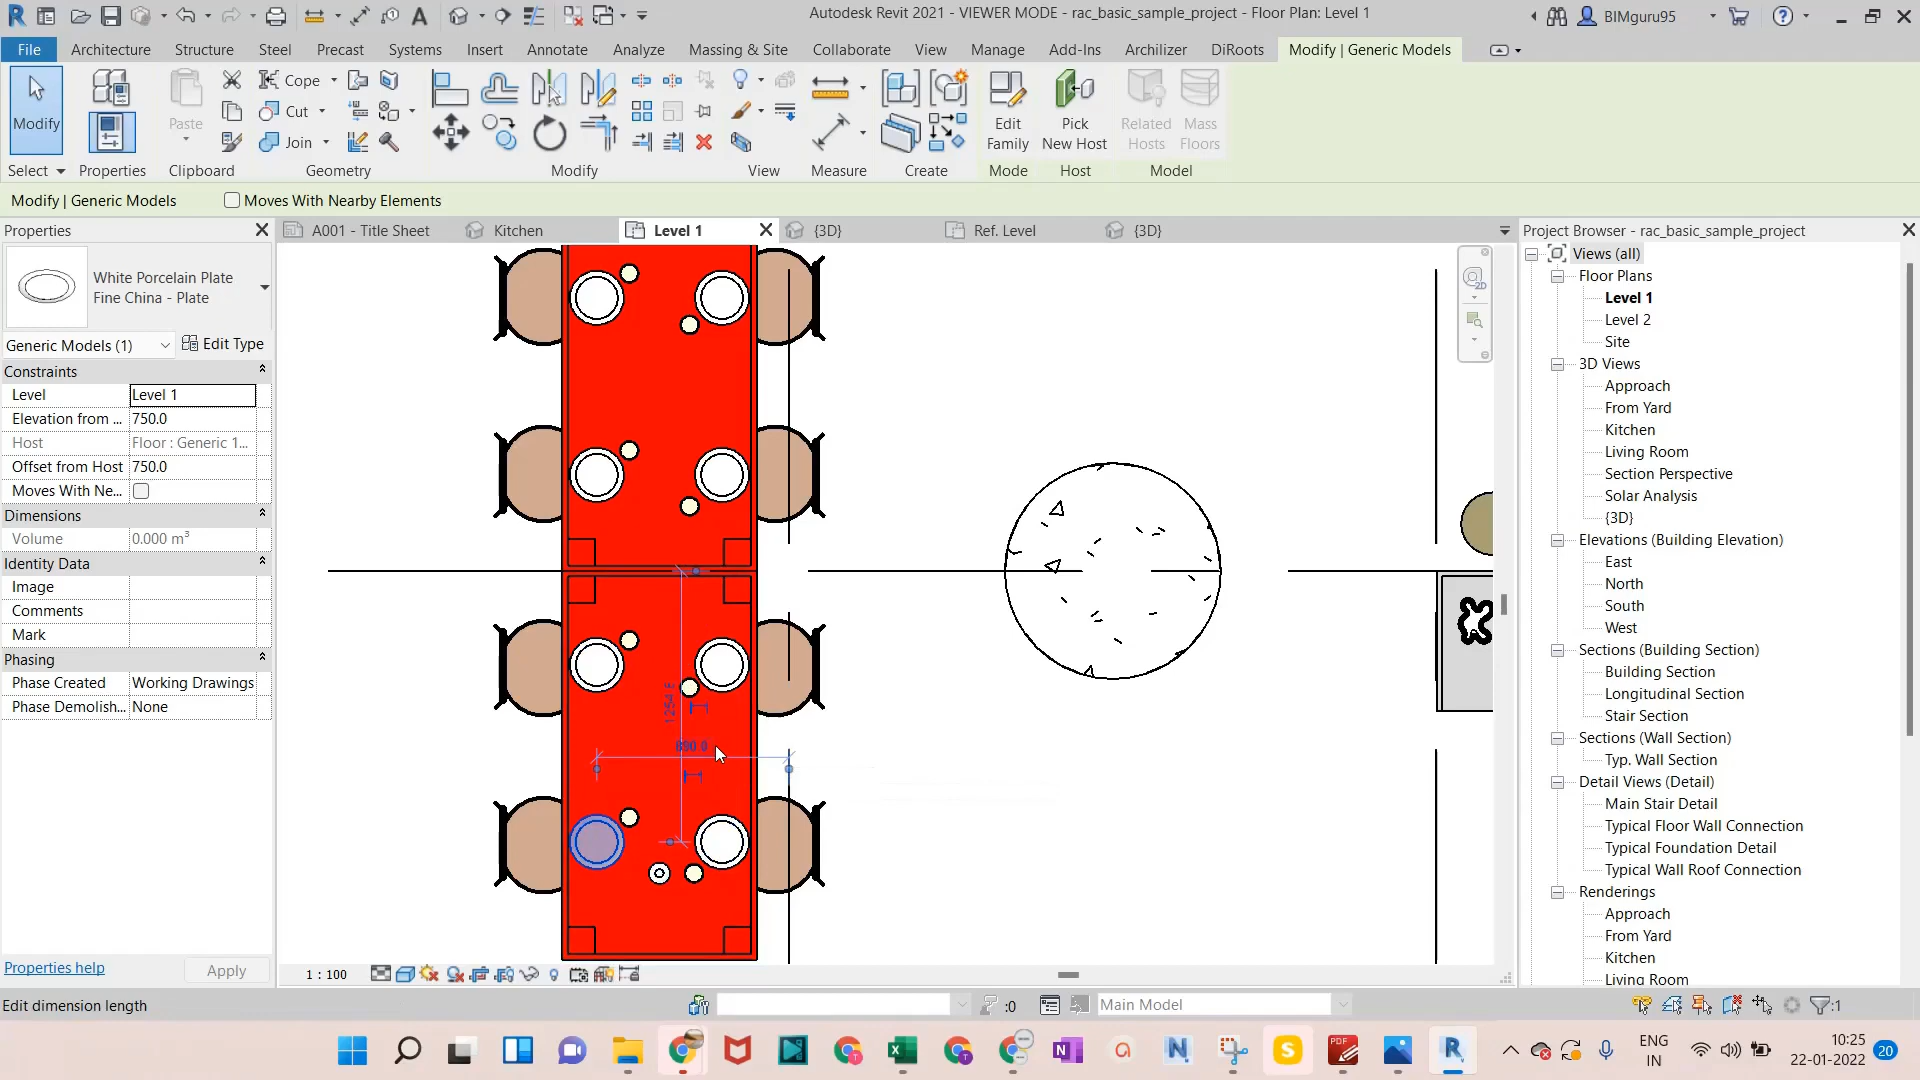 Autodesk Revit 2021 - VIEWER MODE - rac_basic_sample_project - Floor Plan: Level 1
BIMguru95
File Architecture Structure Steel Precast Systems Insert Annotate Analyze Massing & Site Collaborate View Manage Add-Ins Archilizer DiRoots Modify | Generic Models
Modify
Paste
Cope
Cut
Join
Edit Family
Pick New Host
Related Hosts
Mass Floors
Select Properties Clipboard Geometry Modify View Measure Create Mode Host Model
Modify | Generic Models Moves With Nearby Elements
Properties
A001 - Title Sheet Kitchen Level 1 {3D} Ref. Level {3D}
Project Browser - rac_basic_sample_project
White Porcelain Plate
Fine China - Plate
Generic Models (1) Edit Type
Constraints
Level Level 1
Elevation from ... 750.0
Host Floor : Generic 1...
Offset from Host 750.0
Moves With Ne...
Dimensions
Volume 0.000 m³
Identity Data
Image
Comments
Mark
Phasing
Phase Created Working Drawings
Phase Demolish... None
Properties help Apply
2D
1 : 100
Views (all)
Floor Plans
Level 1
Level 2
Site
3D Views
Approach
From Yard
Kitchen
Living Room
Section Perspective
Solar Analysis
{3D}
Elevations (Building Elevation)
East
North
South
West
Sections (Building Section)
Building Section
Longitudinal Section
Stair Section
Sections (Wall Section)
Typ. Wall Section
Detail Views (Detail)
Main Stair Detail
Typical Floor Wall Connection
Typical Foundation Detail
Typical Wall Roof Connection
Renderings
Approach
From Yard
Kitchen
Living Room
Edit dimension length
:0
Main Model
:1
ENG
IN
10:25
22-01-2022
20